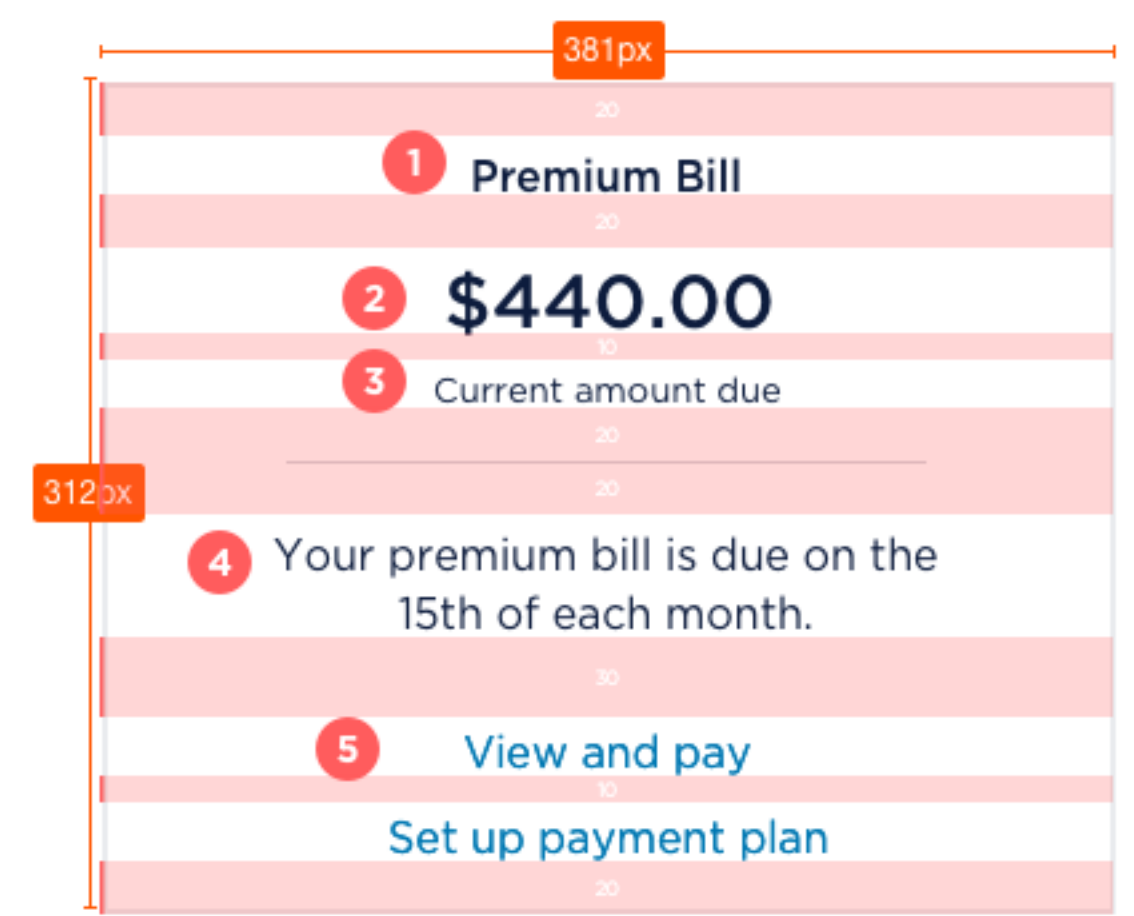 381px
20
1 Premium Bill
20
2 $440.00
10
3 Current amount due
20
20
312px
4 Your premium bill is due on the
15th of each month.
30
5 View and pay
10
Set up payment plan
20